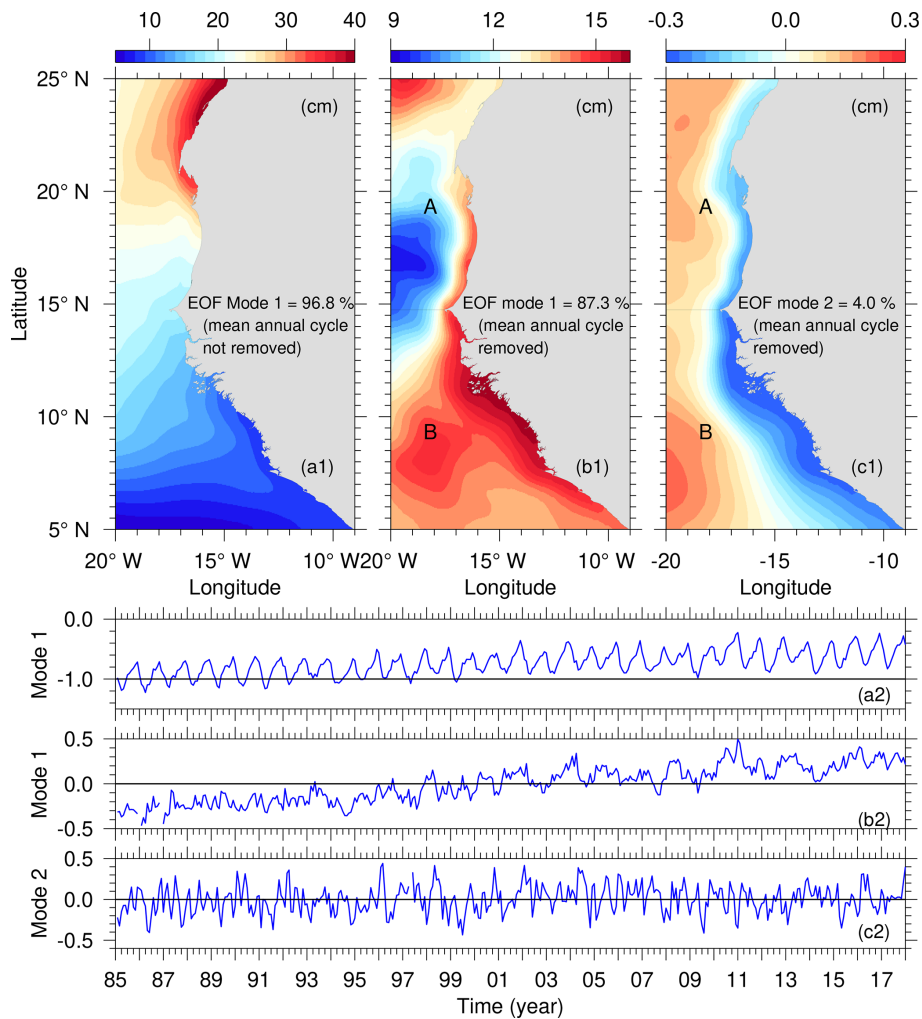 10 20 30 40 9 12 15 -0.3 0.0 0.3
25° N (cm) (cm) (cm)
20° N A A
15° N EOF Mode 1 = 96.8 % EOF mode 1 = 87.3 % EOF mode 2 = 4.0 %
(mean annual cycle (mean annual cycle (mean annual cycle
not removed) removed) removed)
Latitude
10° N B B
(a1) (b1) (c1)
5° N
20° W 15° W 10° W 20° W 15° W 10° W -20 -15 -10
Longitude Longitude Longitude
0.0
Mode 1
-1.0
(a2)
0.5
Mode 1
0.0
-0.5 (b2)
0.5
Mode 2
0.0
-0.5 (c2)
85 87 89 91 93 95 97 99 01 03 05 07 09 11 13 15 17
Time (year)